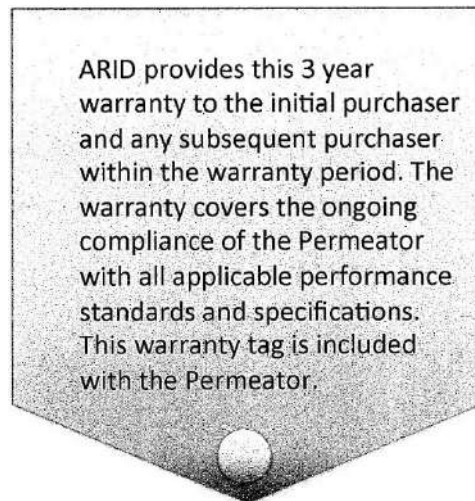 ARID provides this 3 year
warranty to the initial purchaser
and any subsequent purchaser
within the warranty period. The
warranty covers the ongoing
compliance of the Permeator
with all applicable performance
standards and specifications.
This warranty tag is included
with the Permeator.